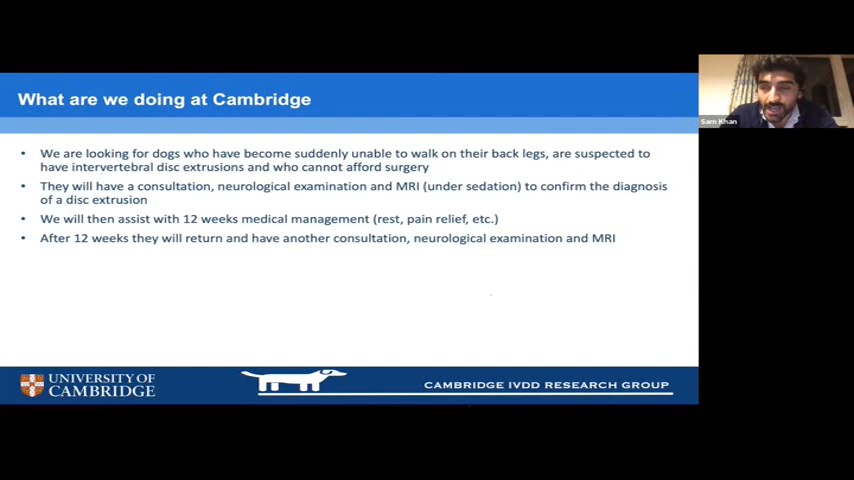 What are we doing at Cambridge
Sam Khan
• We are looking for dogs who have become suddenly unable to walk on their back legs, are suspected to
have intervertebral disc extrusions and who cannot afford surgery
• They will have a consultation, neurological examination and MRI (under sedation) to confirm the diagnosis
of a disc extrusion
• We will then assist with 12 weeks medical management (rest, pain relief, etc.)
• After 12 weeks they will return and have another consultation, neurological examination and MRI
UNIVERSITY OF
CAMBRIDGE
CAMBRIDGE IVDD RESEARCH GROUP